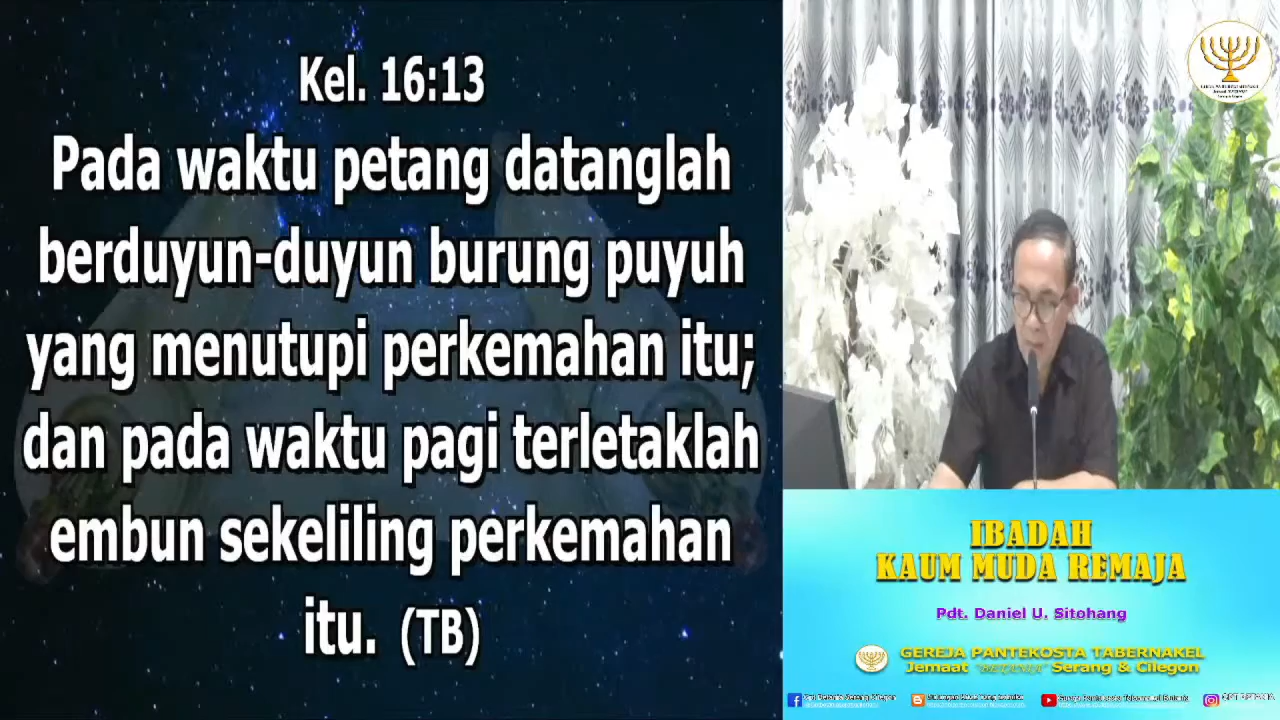 Kel. 16:13
Pada waktu petang datanglah
berduyun-duyun burung puyuh
yang menutupi perkemahan itu;
dan pada waktu pagi terletaklah
embun sekeliling perkemahan
itu. (TB)
IBADAH
KAUM MUDA REMAJA
Pdt. Daniel U. Sitohang
GEREJA PANTEKOSTA TABERNAKEL
Jemaat "BETANIA" Serang & Cilegon